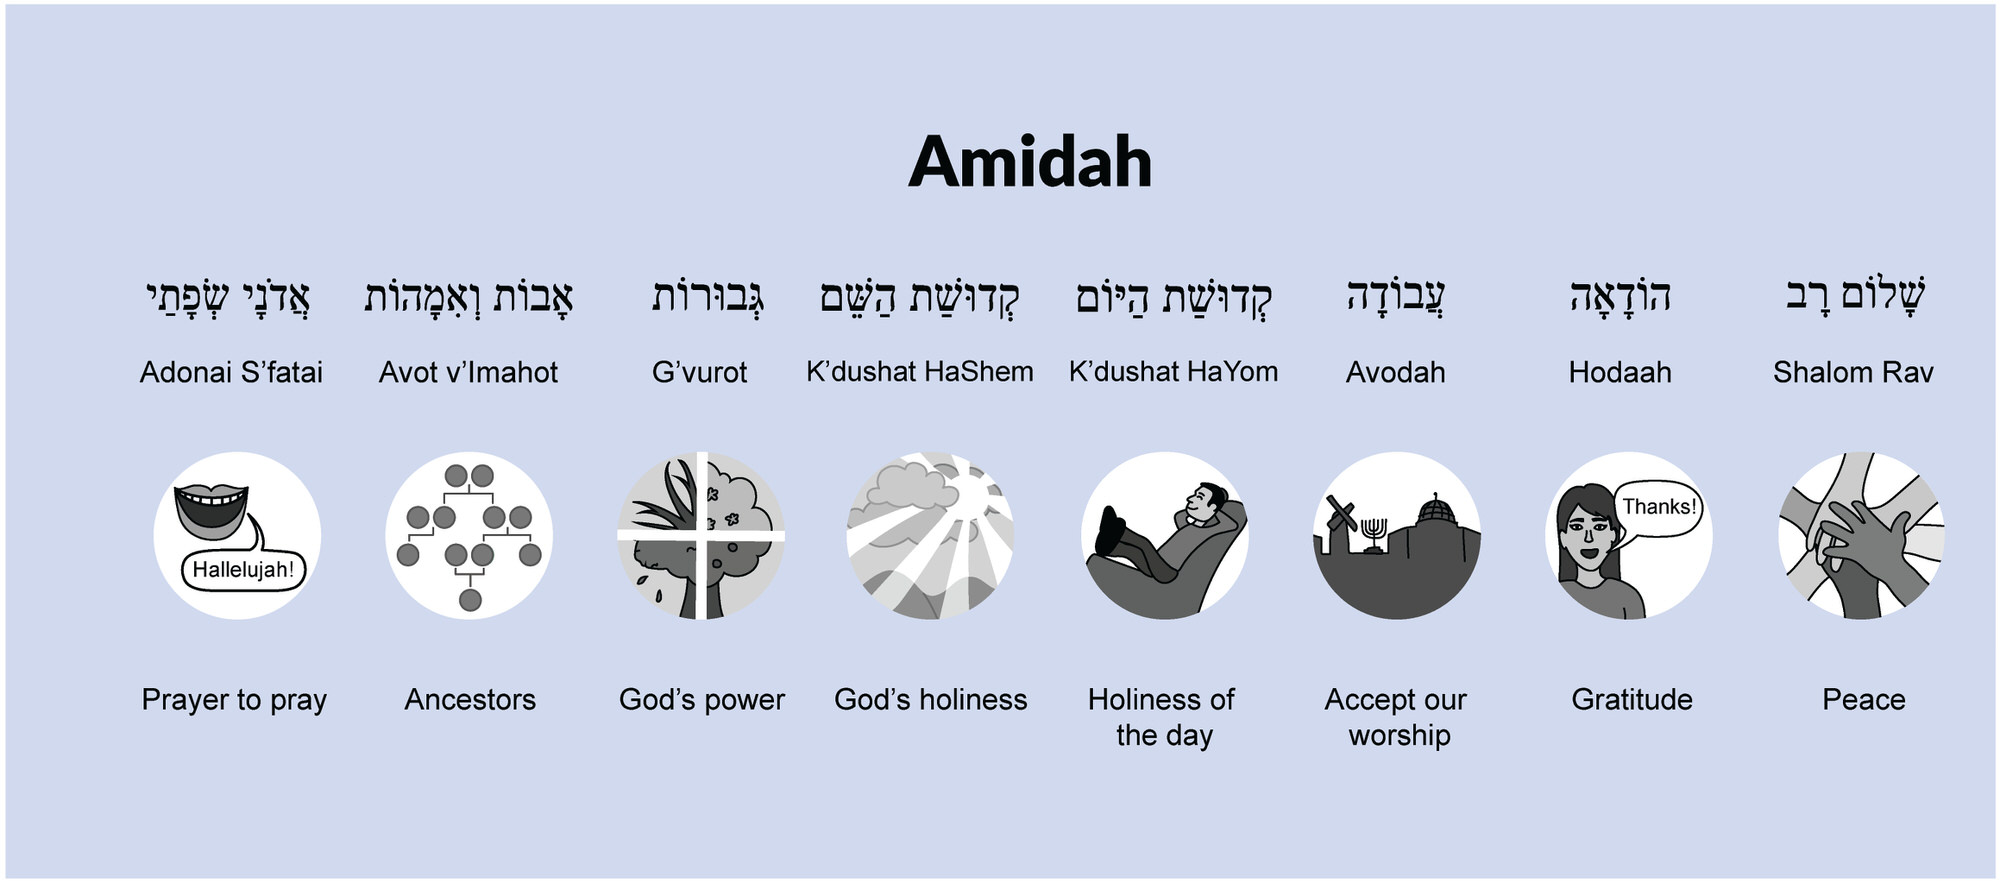 Amidah
אֲדֹנָי שְׂפָתַי
אָבוֹת וְאִמָּהוֹת
גְּבוּרוֹת
קְדוּשַּׁת הַשֵּׁם
קְדוּשַּׁת הַיּוֹם
עֲבוֹדָה
הוֹדָאָה
שָׁלוֹם רָב
Adonai S’fatai
Avot v’Imahot
G’vurot
K’dushat HaShem
K’dushat HaYom
Avodah
Hodaah
Shalom Rav
Hallelujah!
Thanks!
Prayer to pray
Ancestors
God’s power
God’s holiness
Holiness of
the day
Accept our
worship
Gratitude
Peace